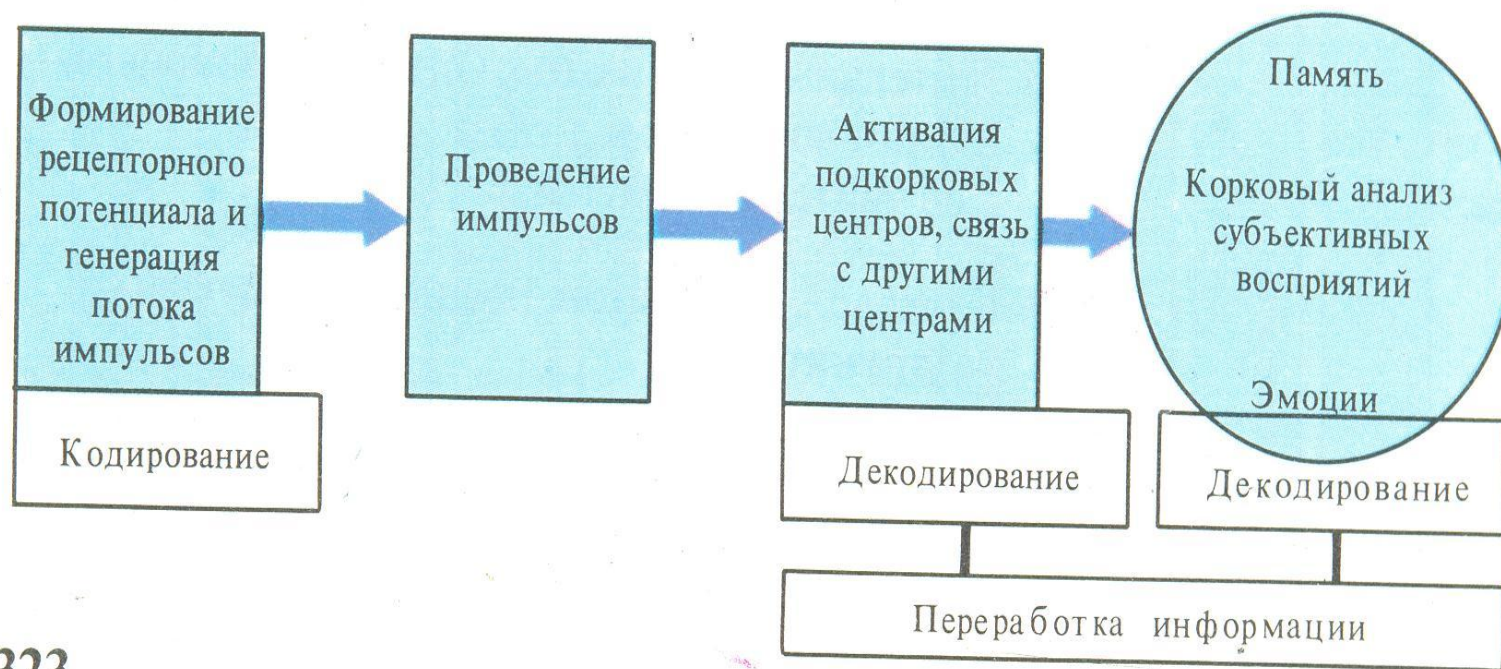 Формирование
рецепторного
потенциала и
генерация
потока
импульсов
Кодирование
Проведение
импульсов
Активация
подкорковых
центров, связь
с другими
центрами
Декодирование
Память
Корковый анализ
субъективных
восприятий
Эмоции
Декодирование
Переработка информации
323